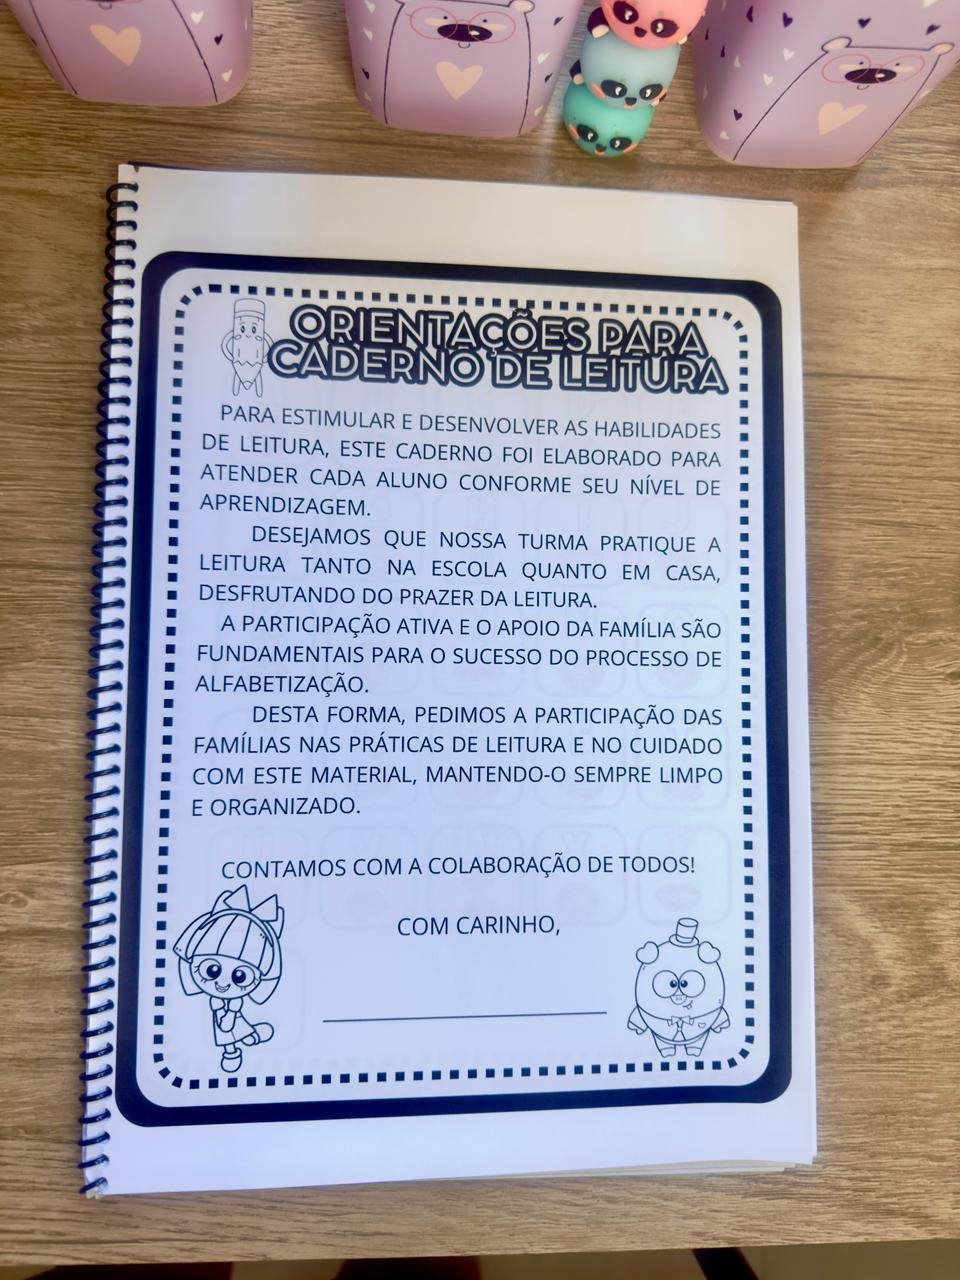 ORIENTAÇÕES PARA
CADERNO DE LEITURA
PARA ESTIMULAR E DESENVOLVER AS HABILIDADES
DE LEITURA, ESTE CADERNO FOI ELABORADO PARA
ATENDER CADA ALUNO CONFORME SEU NÍVEL DE
APRENDIZAGEM.
DESEJAMOS QUE NOSSA TURMA PRATIQUE A
LEITURA TANTO NA ESCOLA QUANTO EM CASA,
DESFRUTANDO DO PRAZER DA LEITURA.
A PARTICIPAÇÃO ATIVA E O APOIO DA FAMÍLIA SÃO
FUNDAMENTAIS PARA O SUCESSO DO PROCESSO DE
ALFABETIZAÇÃO.
DESTA FORMA, PEDIMOS A PARTICIPAÇÃO DAS
FAMÍLIAS NAS PRÁTICAS DE LEITURA E NO CUIDADO
COM ESTE MATERIAL, MANTENDO-O SEMPRE LIMPO
E ORGANIZADO.
CONTAMOS COM A COLABORAÇÃO DE TODOS!
COM CARINHO,